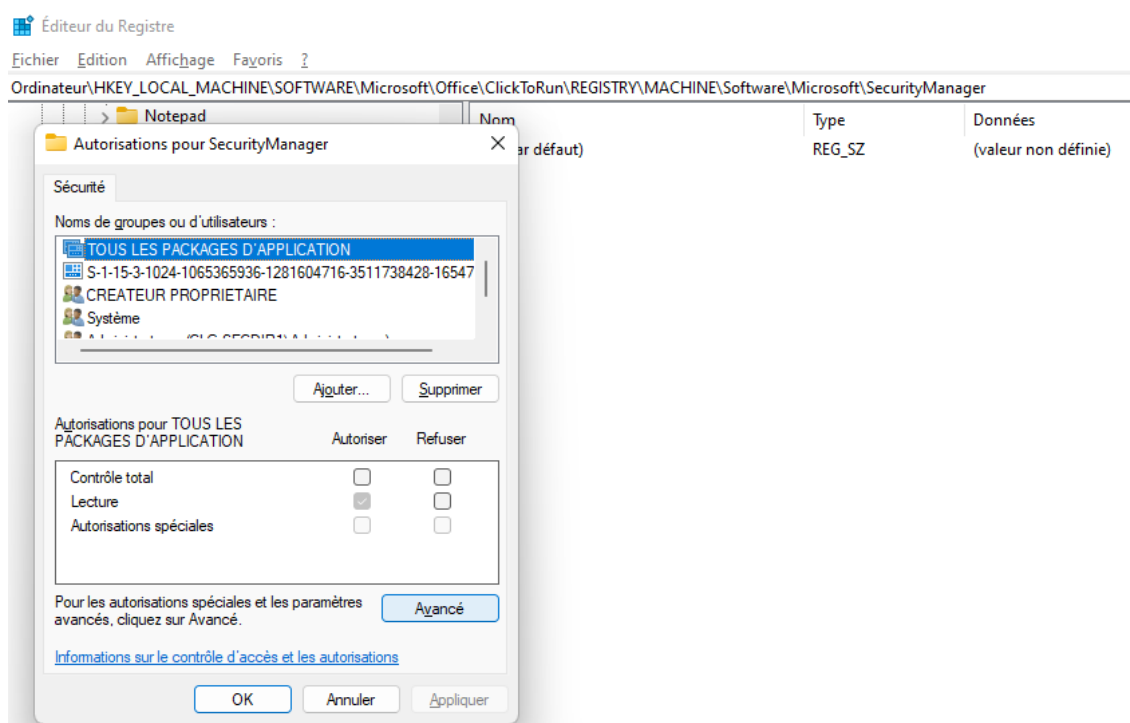 Éditeur du Registre
Fichier Edition Affichage Favoris ?
Ordinateur\HKEY_LOCAL_MACHINE\SOFTWARE\Microsoft\Office\ClickToRun\REGISTRY\MACHINE\Software\Microsoft\SecurityManager
Notepad
Nom Type Données
ar défaut) REG_SZ (valeur non définie)
Autorisations pour SecurityManager
Sécurité
Noms de groupes ou d'utilisateurs :
TOUS LES PACKAGES D'APPLICATION
S-1-15-3-1024-1065365936-1281604716-3511738428-16547
CREATEUR PROPRIETAIRE
Système
Ajouter... Supprimer
Autorisations pour TOUS LES
PACKAGES D'APPLICATION Autoriser Refuser
Contrôle total
Lecture
Autorisations spéciales
Pour les autorisations spéciales et les paramètres
avancés, cliquez sur Avancé.
Avancé
Informations sur le contrôle d'accès et les autorisations
OK Annuler Appliquer